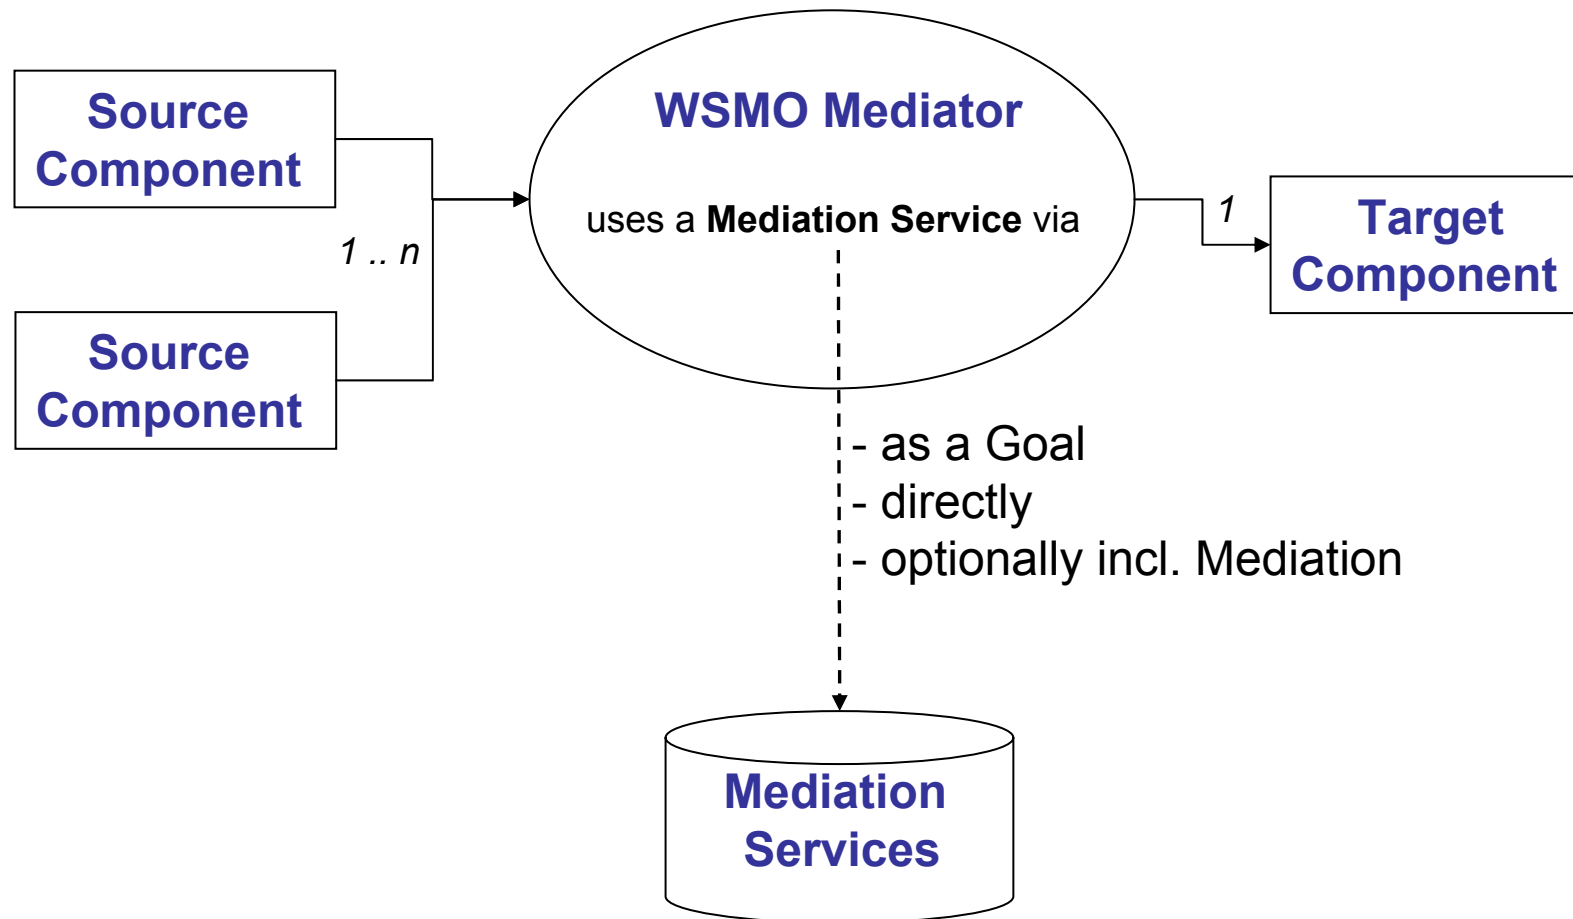 Source
Component
1 .. n
Source
Component
WSMO Mediator
uses a Mediation Service via
1
Target
Component
- as a Goal
- directly
- optionally incl. Mediation
Mediation
Services